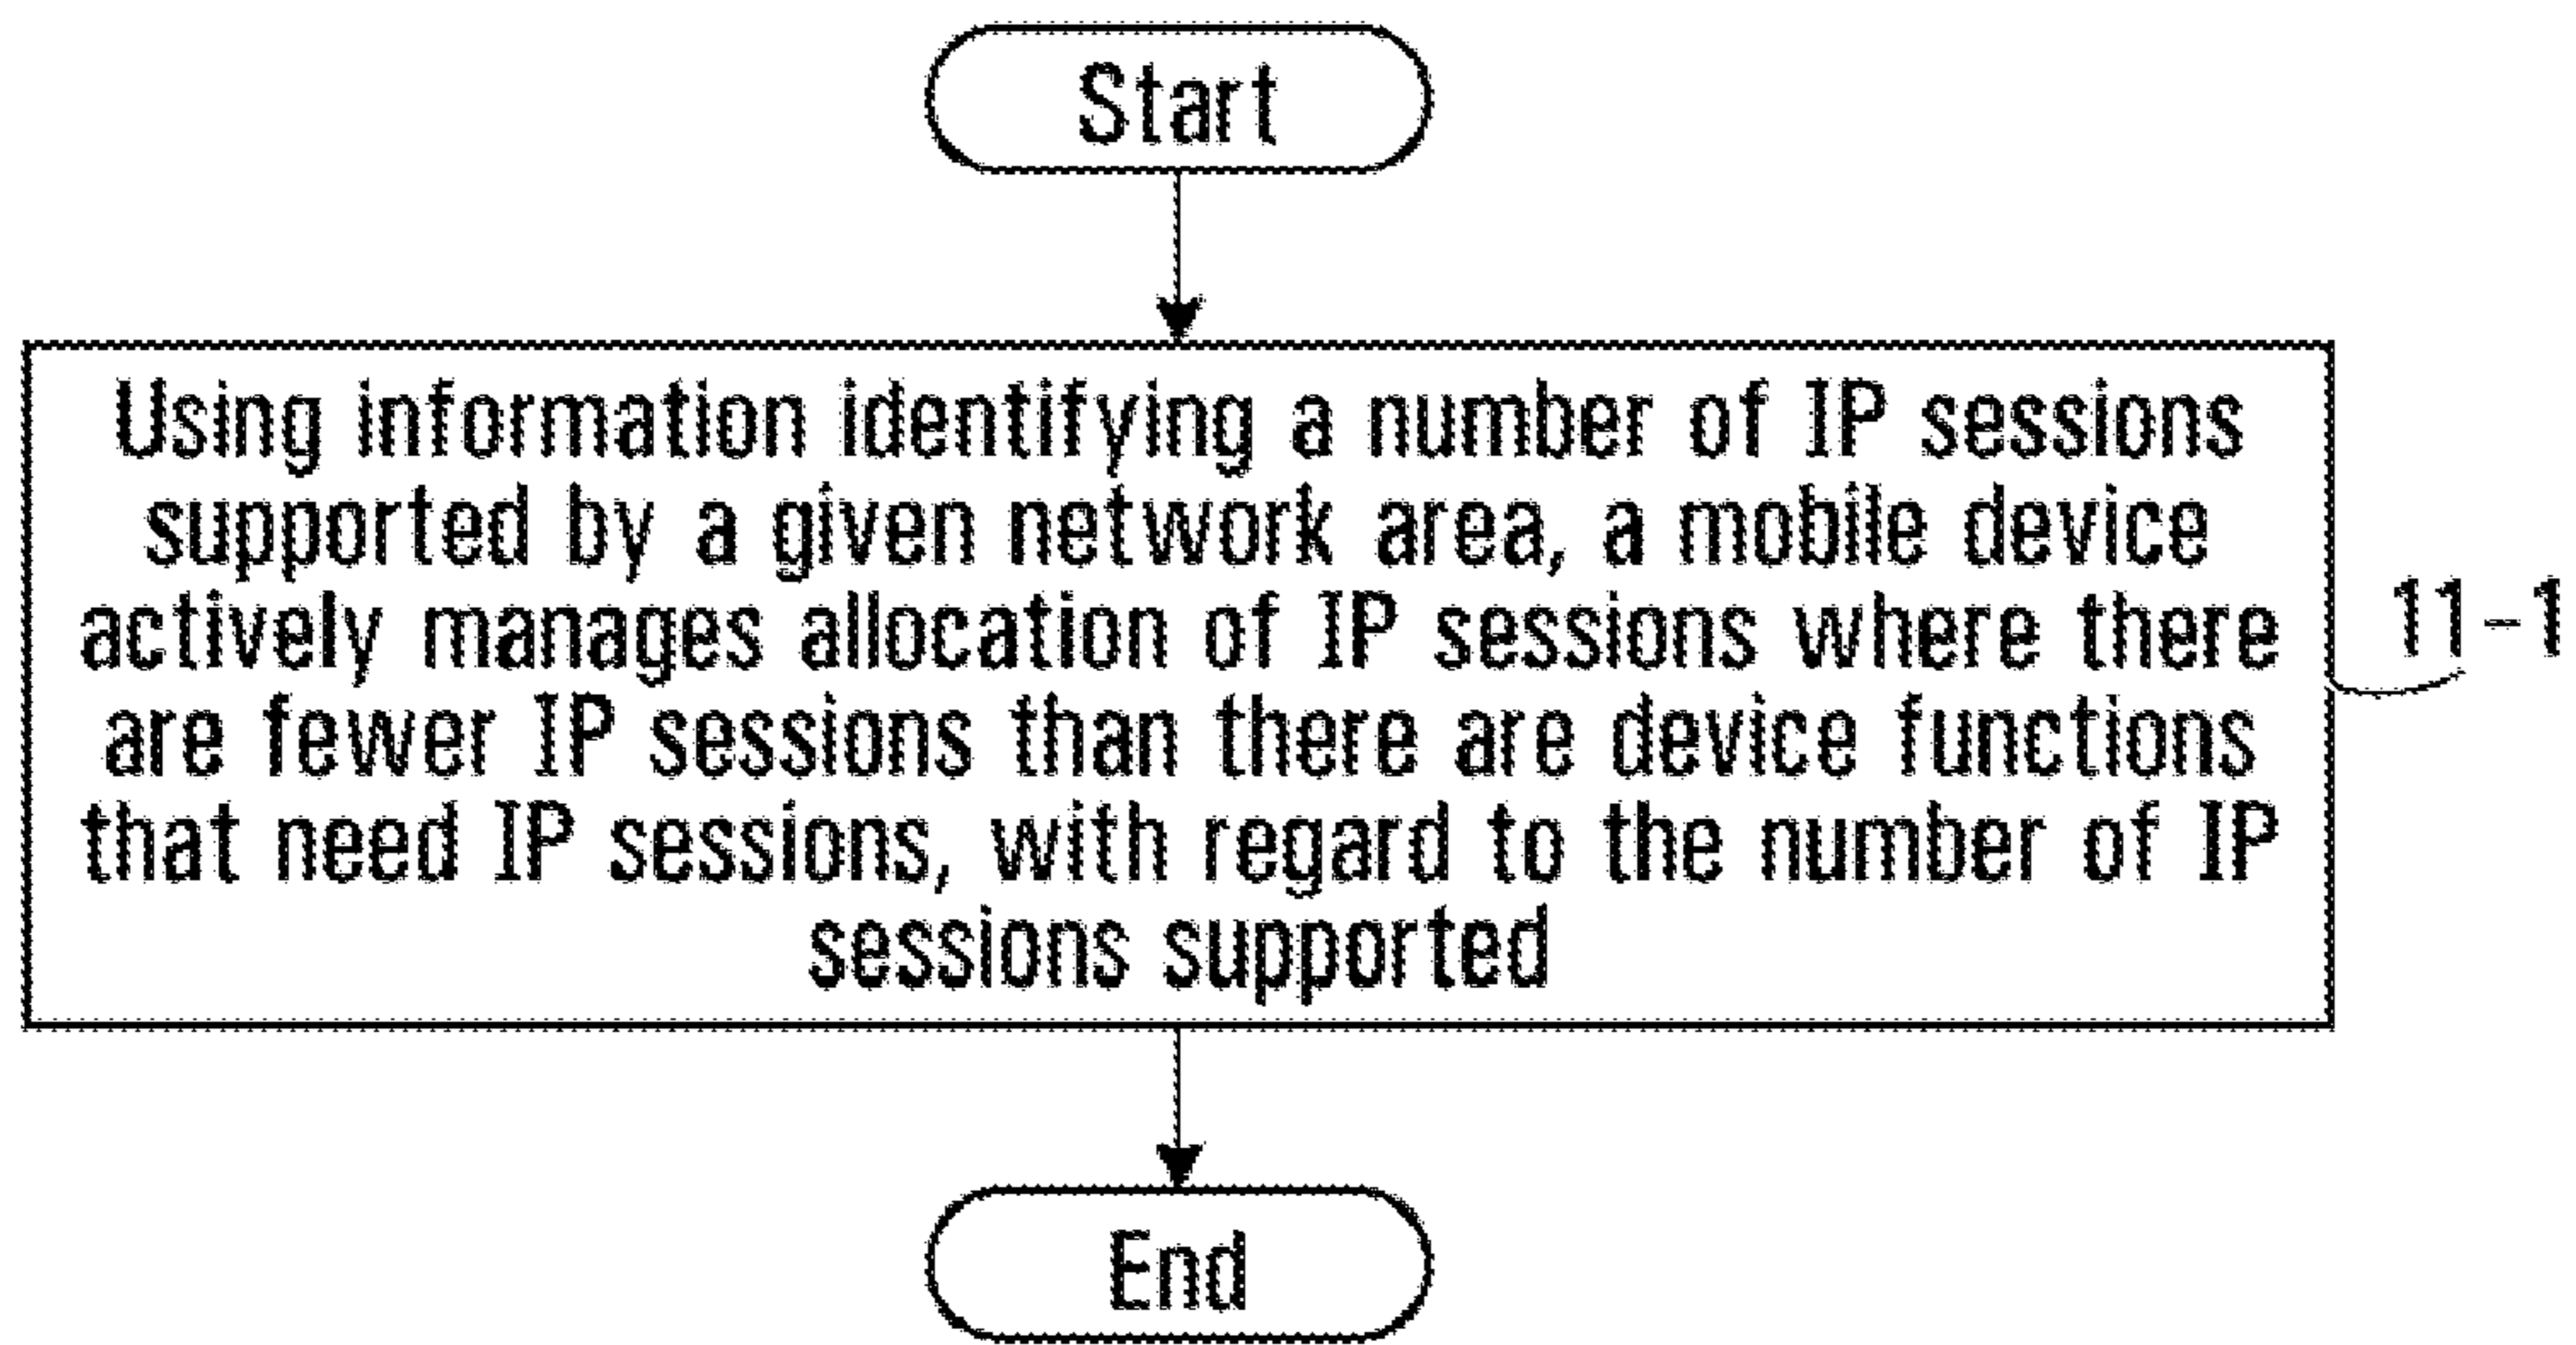 Start
Using information identifying a number of IP sessions
supported by a given network area, a mobile device
actively manages allocation of IP sessions where there
are fewer IP sessions than there are device functions
that need IP sessions, with regard to the number of IP
sessions supported
11-1
End